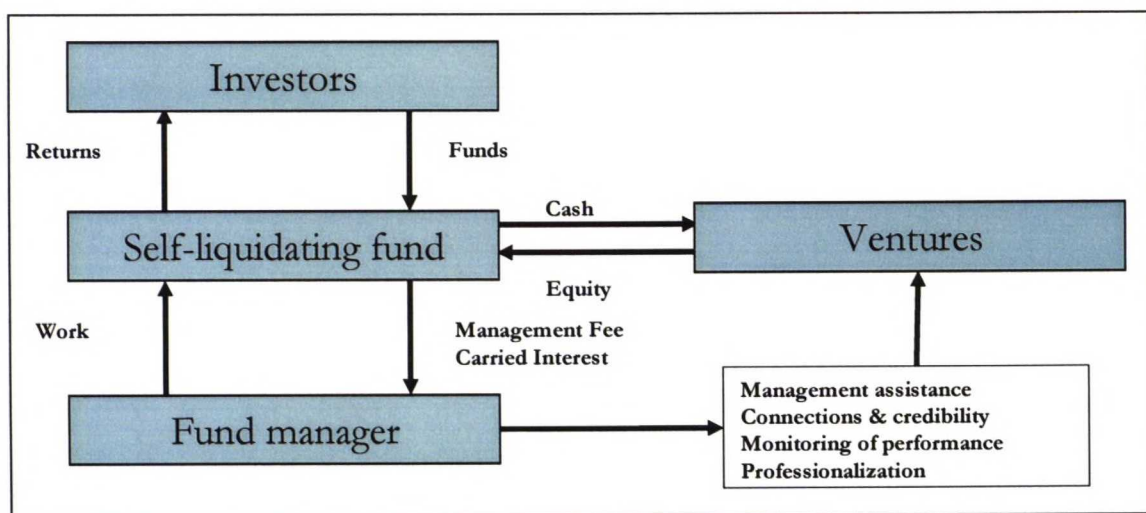 Investors
Returns
Funds
Cash
Self-liquidating fund
Ventures
Equity
Work
Management Fee
Carried Interest
Management assistance
Connections & credibility
Monitoring of performance
Professionalization
Fund manager